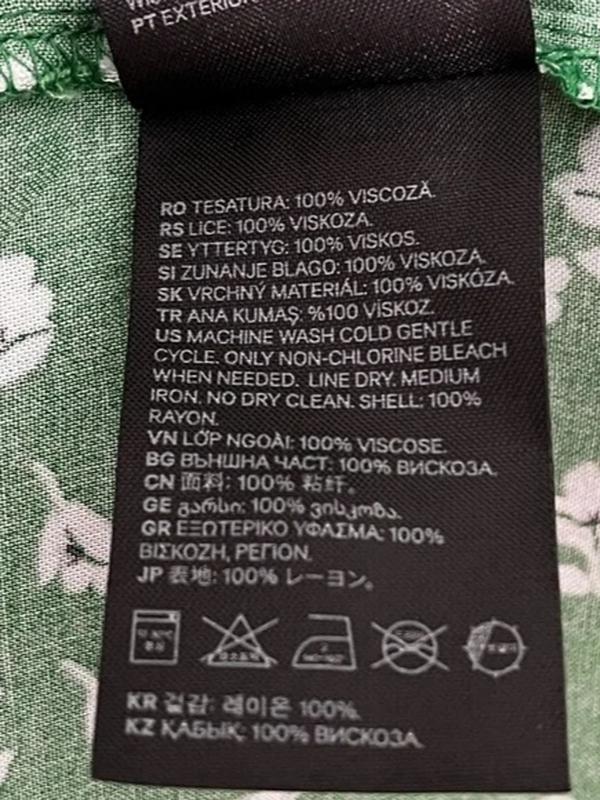 PT EXTERIOR
RO TESATURA: 100% VISCOZĂ.
RS LICE: 100% VISKOZA.
SE YTTERTYG: 100% VISKOS.
SI ZUNANJE BLAGO: 100% VISKOZA.
SK VRCHNÝ MATERIÁL: 100% VISKÓZA.
TR ANA KUMAŞ: %100 VİSKOZ.
US MACHINE WASH COLD GENTLE
CYCLE. ONLY NON-CHLORINE BLEACH
WHEN NEEDED. LINE DRY. MEDIUM
IRON. NO DRY CLEAN. SHELL: 100%
RAYON.
VN LỚP NGOÀI: 100% VISCOSE.
BG ВЪНШНА ЧАСТ: 100% ВИСКОЗА.
CN 面料: 100% 粘纤。
GE გარსი: 100% ვისკოზა.
GR ΕΞΩΤΕΡΙΚΟ ΥΦΑΣΜΑ: 100%
ΒΙΣΚΟΖΗ, ΡΕΓΙΟΝ.
JP 表地: 100% レーヨン。
KR 겉감: 레이온 100%.
KZ ҚАБЫҚ: 100% ВИСКОЗА.